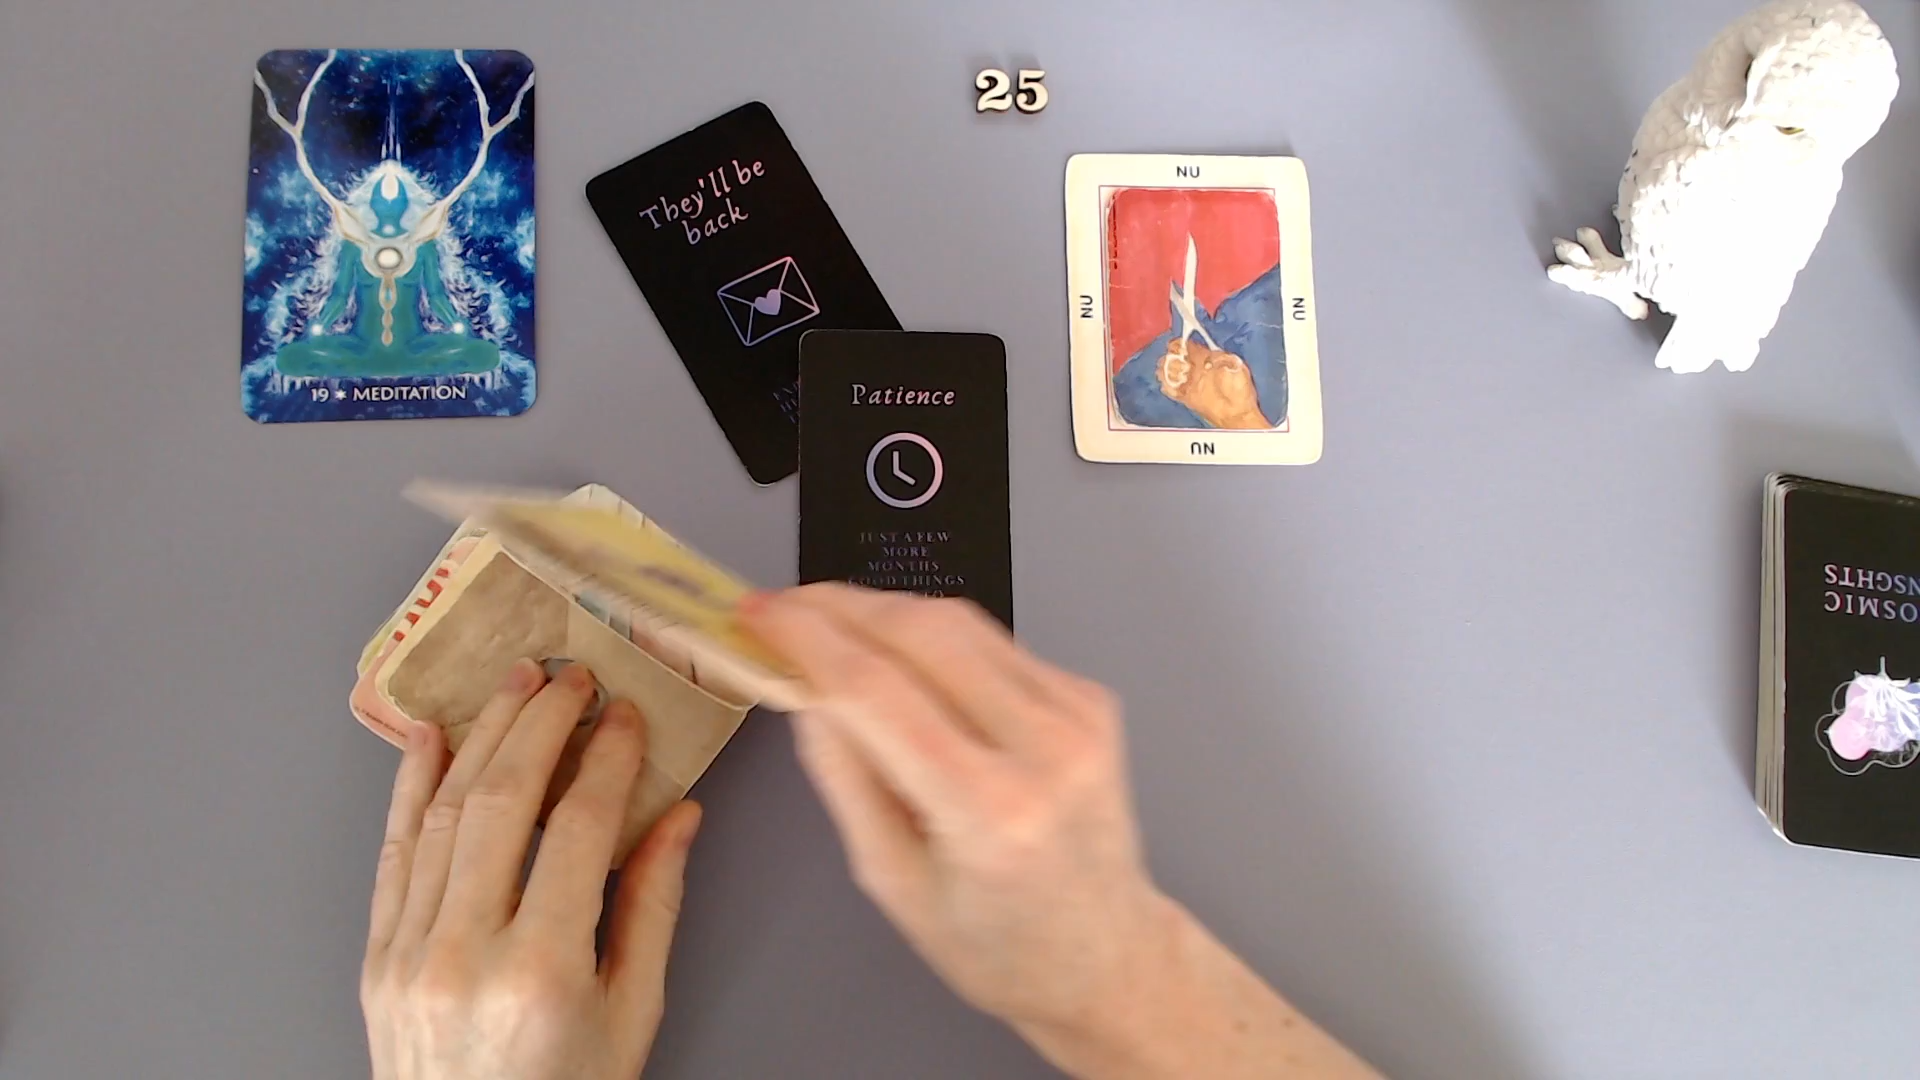 25
They'll be
back
NU
NU
NU
NU
19 ✶ MEDITATION
Patience
JUST A FEW
MORE
MONTHS
GOOD THINGS
COSMIC